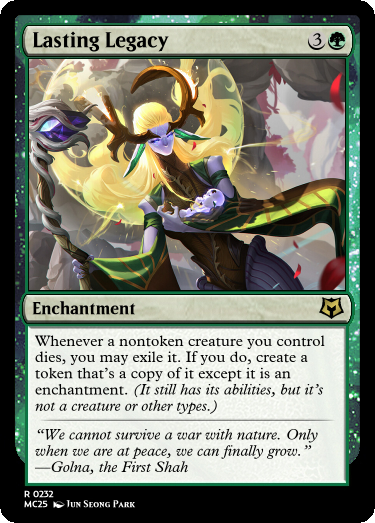 Lasting Legacy 3
Enchantment
Whenever a nontoken creature you control
dies, you may exile it. If you do, create a
token that's a copy of it except it is an
enchantment. (It still has its abilities, but it's
not a creature or other types.)
“We cannot survive a war with nature. Only
when we are at peace, we can finally grow.”
—Golna, the First Shah
R 0232
MC25 Jun Seong Park